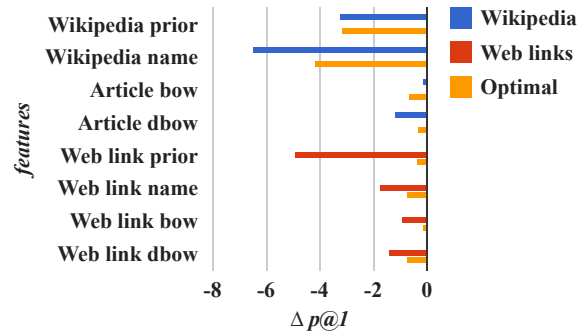 Wikipedia prior
Wikipedia name
Article bow
Article dbow
Web link prior
Web link name
Web link bow
Web link dbow
features
-8 -6 -4 -2 0
Δ p@1
Wikipedia
Web links
Optimal